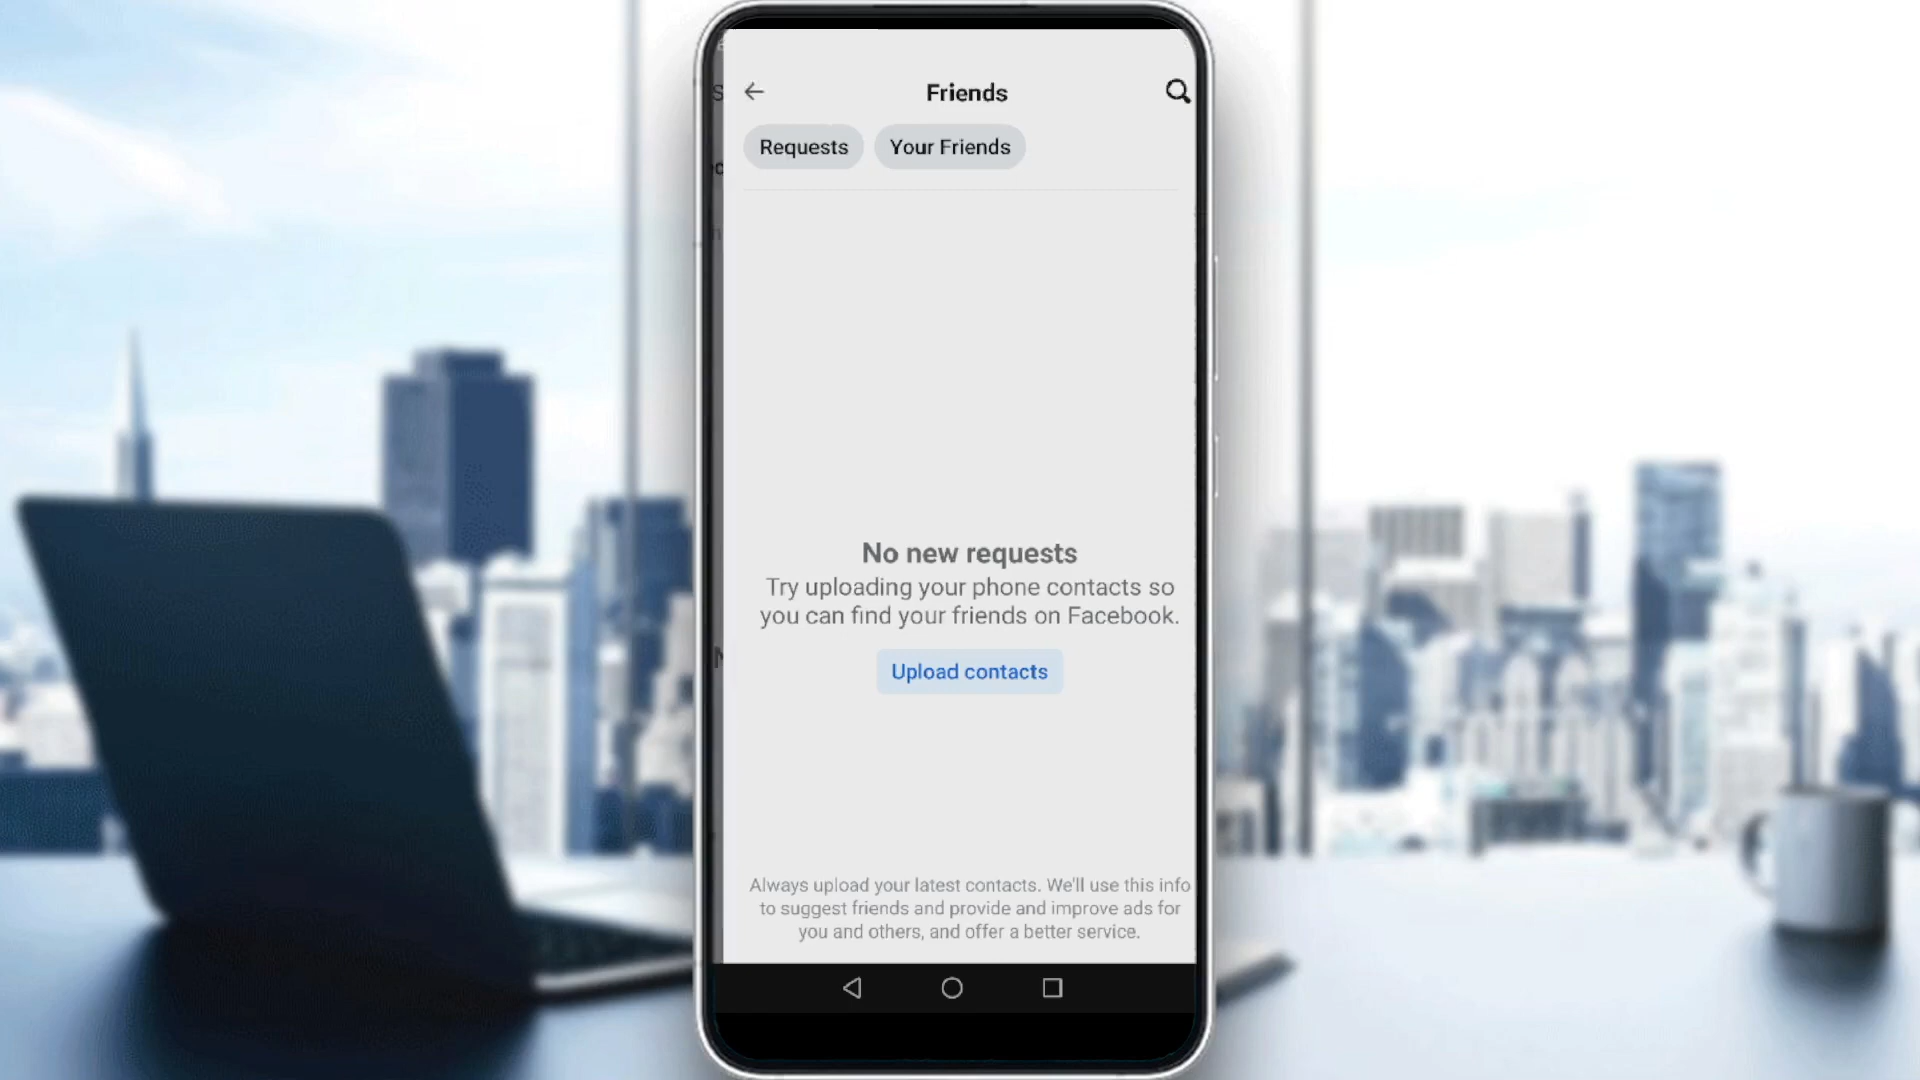 Friends
Requests
Your Friends
No new requests
Try uploading your phone contacts so
you can find your friends on Facebook.
Upload contacts
Always upload your latest contacts. We'll use this info
to suggest friends and provide and improve ads for
you and others, and offer a better service.